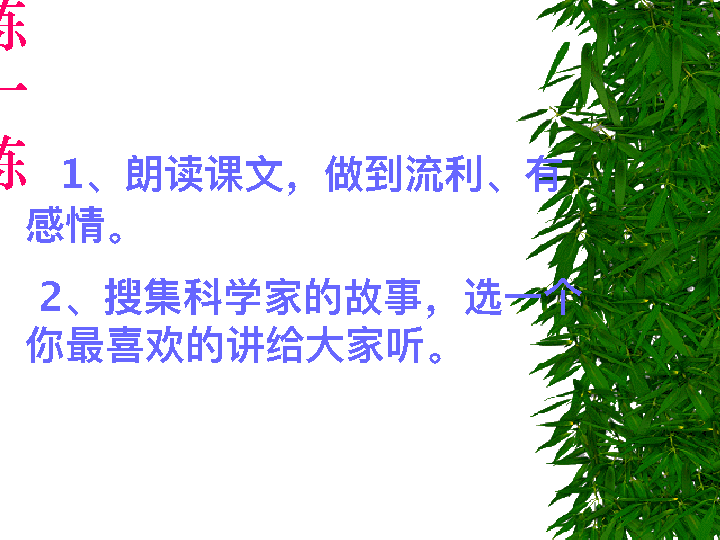 练一练
1、朗读课文，做到流利、有
感情。
2、搜集科学家的故事，选一个
你最喜欢的讲给大家听。